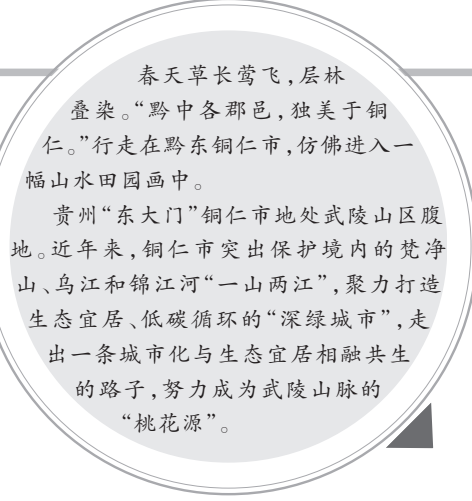 春天草长莺飞,层林
叠染。“黔中各郡邑,独美于铜
仁。”行走在黔东铜仁市,仿佛进入一
幅山水田园画中。
贵州“东大门”铜仁市地处武陵山区腹
地。近年来,铜仁市突出保护境内的梵净
山、乌江和锦江河“一山两江”,聚力打造
生态宜居、低碳循环的“深绿城市”,走
出一条城市化与生态宜居相融共生
的路子,努力成为武陵山脉的
“桃花源”。